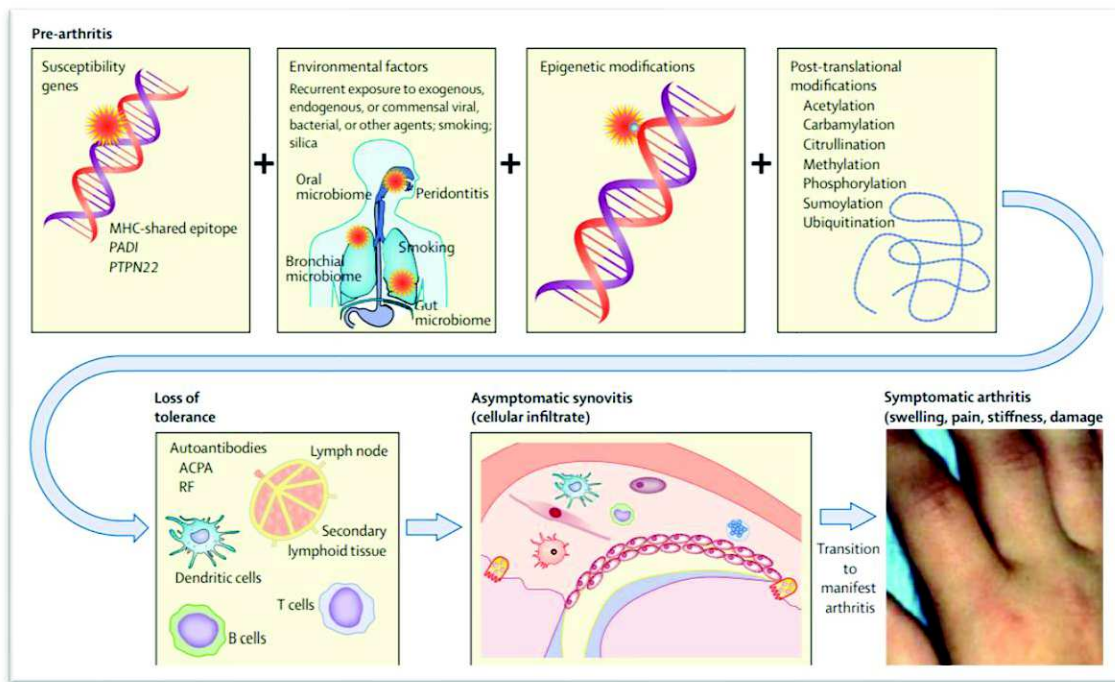 Pre-arthritis
Susceptibility
genes
MHC-shared epitope
PADI
PTPN22
+
Environmental factors
Recurrent exposure to exogenous,
endogenous, or commensal viral,
bacterial, or other agents; smoking;
silica
Oral
microbiome
Peridontitis
Bronchial
microbiome
Smoking
Gut
microbiome
+
Epigenetic modifications
+
Post-translational
modifications
Acetylation
Carbamylation
Citrullination
Methylation
Phosphorylation
Sumoylation
Ubiquitination
Loss of
tolerance
Autoantibodies
ACPA
RF
Lymph node
Secondary
lymphoid tissue
Dendritic cells
T cells
B cells
Asymptomatic synovitis
(cellular infiltrate)
Transition
to
manifest
arthritis
Symptomatic arthritis
(swelling, pain, stiffness, damage